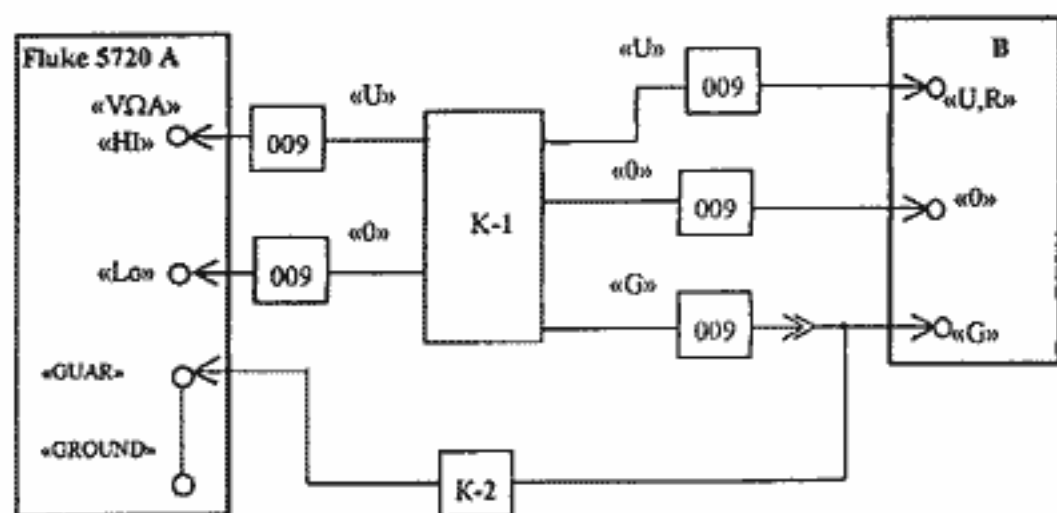 Fluke 5720 A
«VΩA»
«HI»
«Lo»
«GUAR»
«GROUND»
«U»
009
«0»
009
K-1
«U»
009
«0»
009
«G»
009
K-2
B
«U,R»
«0»
«G»